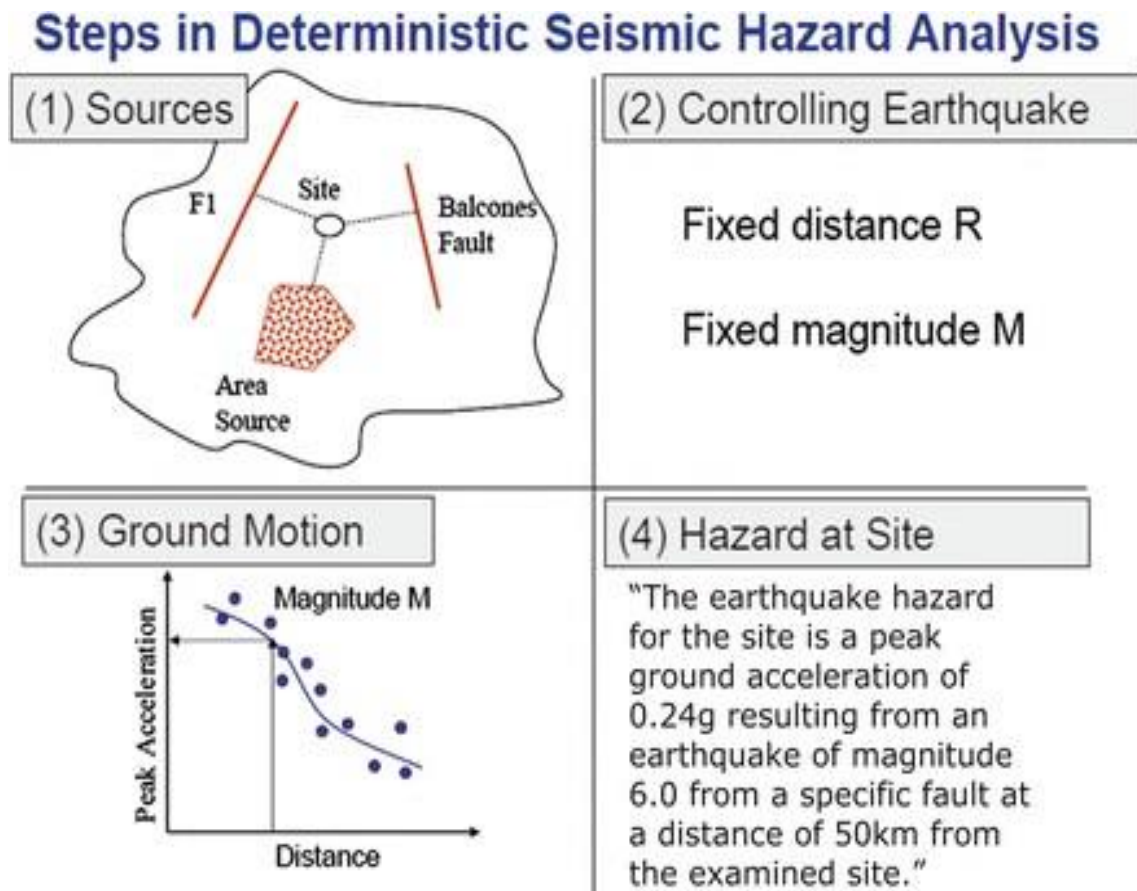 Steps in Deterministic Seismic Hazard Analysis
(1) Sources
F1
Site
Balcones
Fault
Area
Source
(2) Controlling Earthquake
Fixed distance R
Fixed magnitude M
(3) Ground Motion
Magnitude M
Peak Acceleration
Distance
(4) Hazard at Site
"The earthquake hazard
for the site is a peak
ground acceleration of
0.24g resulting from an
earthquake of magnitude
6.0 from a specific fault at
a distance of 50km from
the examined site."